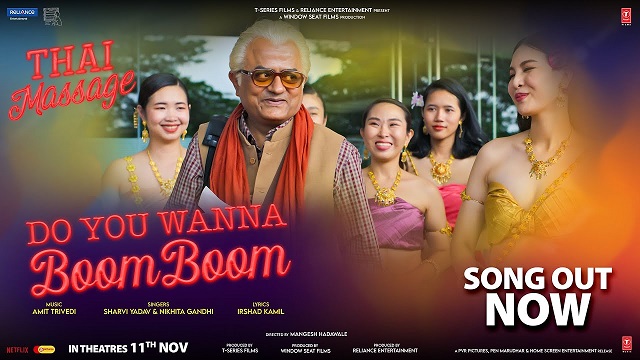 RELIANCE
Entertainment
T-SERIES FILMS & RELIANCE ENTERTAINMENT PRESENT
A WINDOW SEAT FILMS PRODUCTION
T-SERIES
THAI
Massage
DO YOU WANNA
Boom Boom
MUSIC
AMIT TRIVEDI
SINGERS
SHARVI YADAV & NIKHITA GANDHI
LYRICS
IRSHAD KAMIL
SONG OUT
NOW
DIRECTED BY MANGESH HADAWALE
NETFLIX
IN THEATRES 11TH NOV
PRODUCED BY
T-SERIES FILMS
PRODUCED BY
WINDOW SEAT FILMS
PRODUCED BY
RELIANCE ENTERTAINMENT
A PVR PICTURES, PEN MARUDHAR & HOME SCREEN ENTERTAINMENT RELEASE